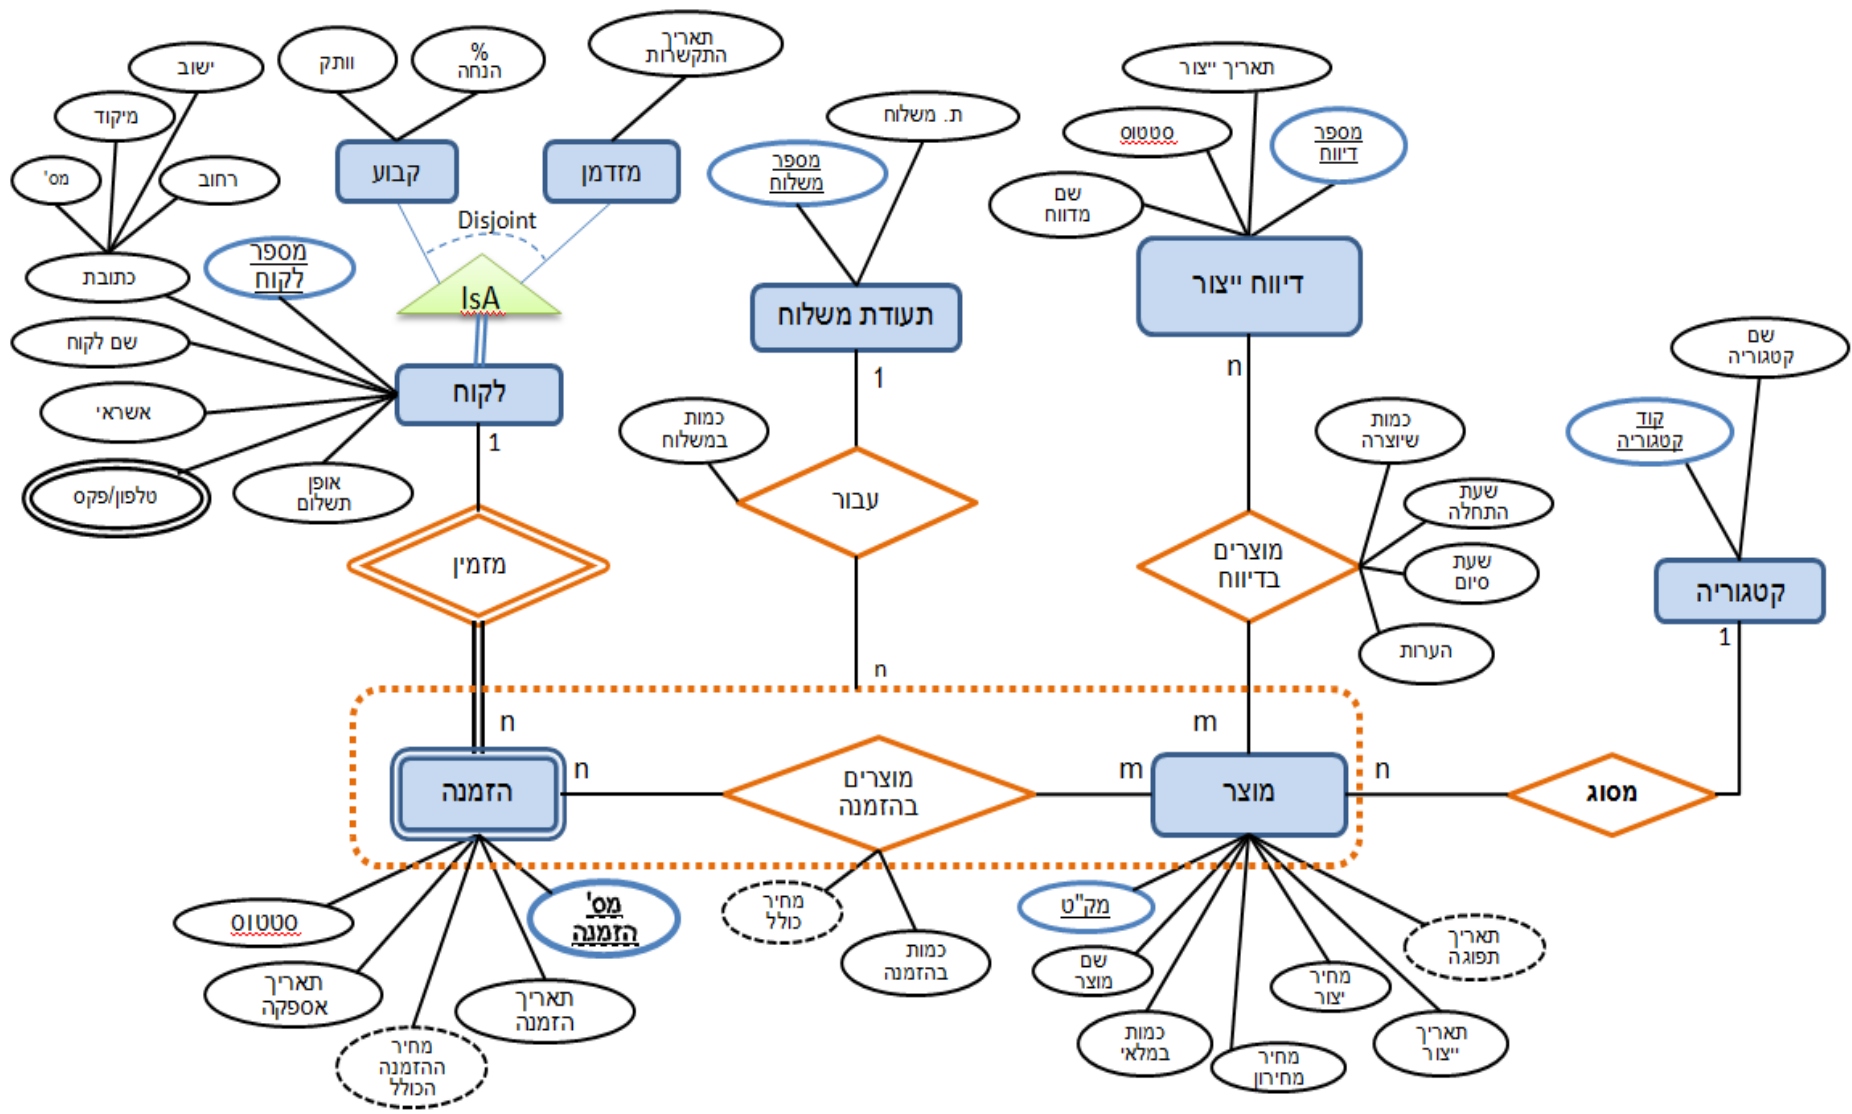 תאריך
התקשרות
%
הנחה
וותק
ישוב
מיקוד
מס'
רחוב
כתובת
מספר
לקוח
שם לקוח
אשראי
טלפון/פקס
אופן
תשלום
קבוע
מזדמן
Disjoint
IsA
לקוח
1
מזמין
n
ת. משלוח
מספר
משלוח
תעודת משלוח
1
כמות
במשלוח
עבור
n
תאריך ייצור
סטטוס
מספר
דיווח
שם
מדווח
דיווח ייצור
n
מוצרים
בדיווח
כמות
שיוצרה
שעת
התחלה
שעת
סיום
הערות
m
שם
קטגוריה
קוד
קטגוריה
קטגוריה
1
מסוג
n
מוצר
m
מוצרים
בהזמנה
n
הזמנה
סטטוס
תאריך
אספקה
מחיר
ההזמנה
הכולל
תאריך
הזמנה
מס'
הזמנה
מחיר
כולל
כמות
בהזמנה
מק"ט
שם
מוצר
כמות
במלאי
מחיר
מחירון
מחיר
יצור
תאריך
ייצור
תאריך
תפוגה